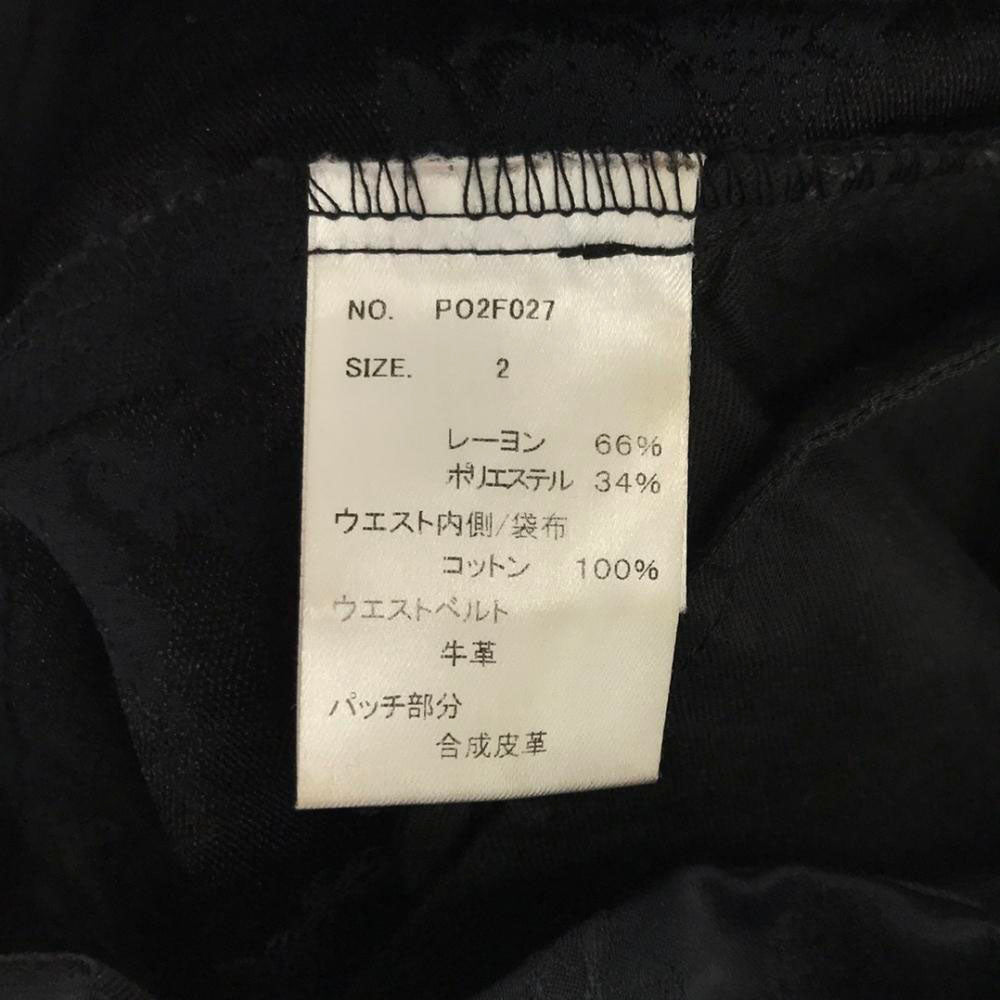 NO. PO2F027
SIZE. 2
レーヨン 66%
ポリエステル 34%
ウエスト内側/袋布
コットン 100%
ウエストベルト
牛革
パッチ部分
合成皮革